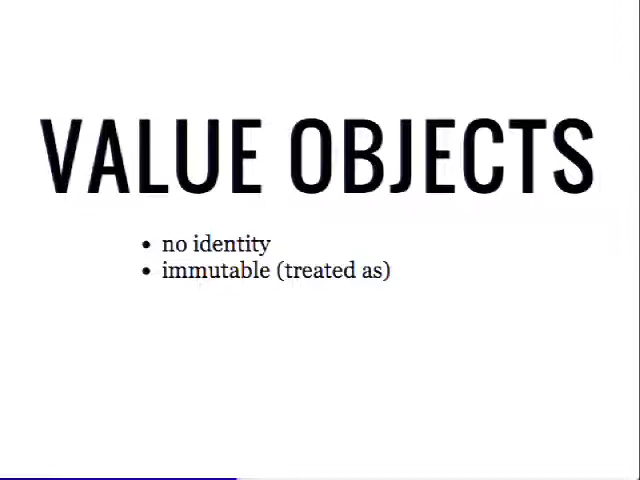 VALUE OBJECTS
• no identity
• immutable (treated as)